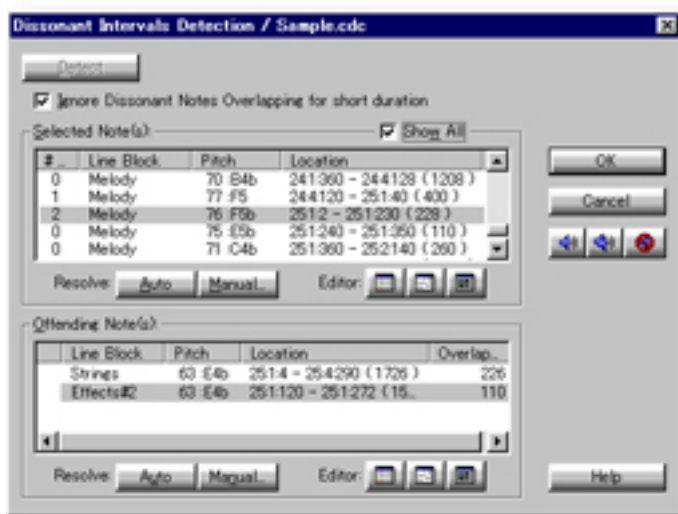 Dissonant Intervals Detection / Sample.cdc
Detect
Ignore Dissonant Notes Overlapping for short duration
Selected Note(s):
Show All
#... Line Block Pitch Location
0 Melody 70 :B4b 24:1:360 - 24:4:128 ( 1208 )
1 Melody 77 :F5 24:4:120 - 25:1:40 ( 400 )
2 Melody 76 :F5b 25:1:2 - 25:1:230 ( 228 )
0 Melody 75 :E5b 25:1:240 - 25:1:350 ( 110 )
0 Melody 71 :C4b 25:1:360 - 25:2:140 ( 260 )
OK
Cancel
Resolve: Auto Manual... Editor:
Offending Note(s):
Line Block Pitch Location Overlap...
Strings 63 :E4b 25:1:4 - 25:4:290 ( 1726 ) 226
Effects#2 63 :E4b 25:1:120 - 25:1:272 ( 15... 110
Resolve: Auto Manual... Editor:
Help